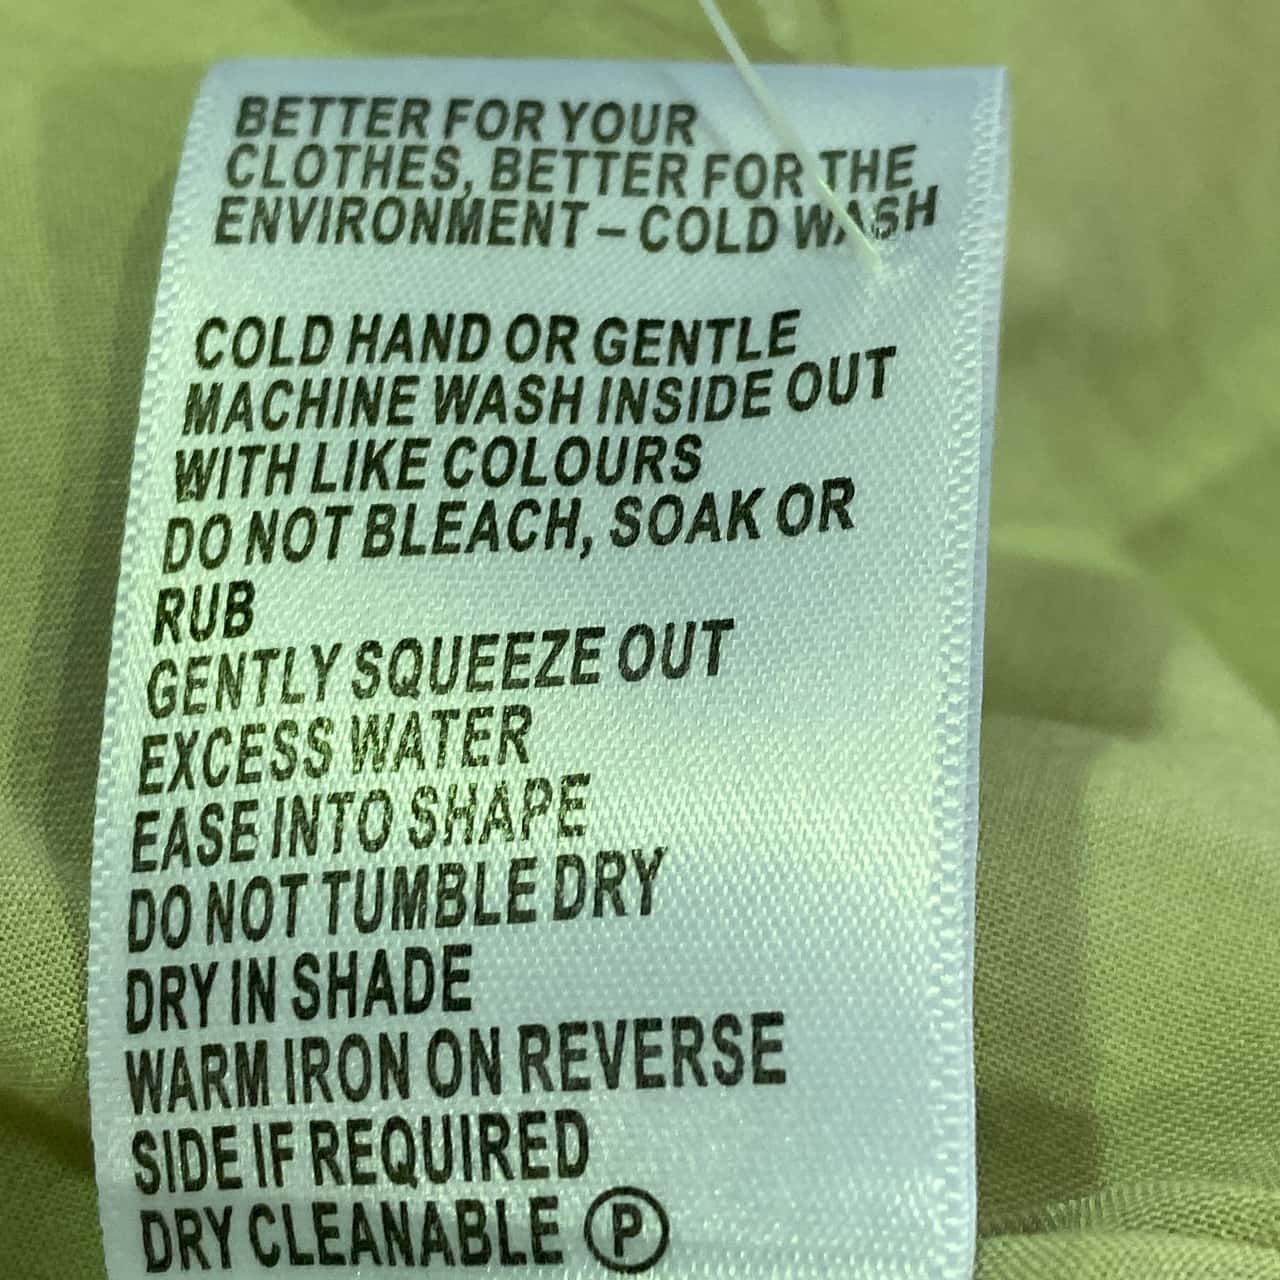 BETTER FOR YOUR
CLOTHES, BETTER FOR THE
ENVIRONMENT – COLD WASH
COLD HAND OR GENTLE
MACHINE WASH INSIDE OUT
WITH LIKE COLOURS
DO NOT BLEACH, SOAK OR
RUB
GENTLY SQUEEZE OUT
EXCESS WATER
EASE INTO SHAPE
DO NOT TUMBLE DRY
DRY IN SHADE
WARM IRON ON REVERSE
SIDE IF REQUIRED
DRY CLEANABLE Ⓟ